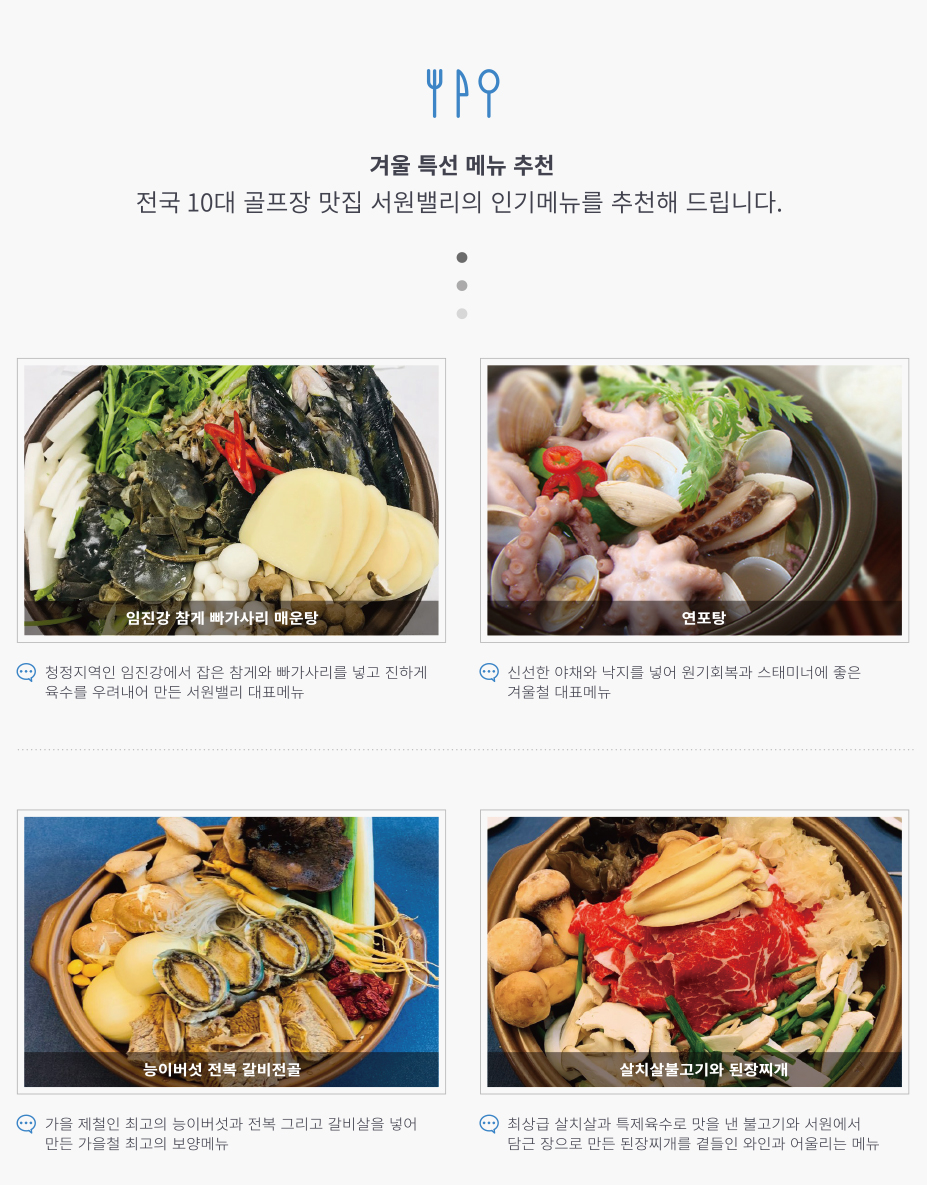 겨울 특선 메뉴 추천
전국 10대 골프장 맛집 서원밸리의 인기메뉴를 추천해 드립니다.
임진강 참게 빠가사리 매운탕
연포탕
청정지역인 임진강에서 잡은 참게와 빠가사리를 넣고 진하게
육수를 우려내어 만든 서원밸리 대표메뉴
신선한 야채와 낙지를 넣어 원기회복과 스태미너에 좋은
겨울철 대표메뉴
능이버섯 전복 갈비전골
살치살불고기와 된장찌개
가을 제철인 최고의 능이버섯과 전복 그리고 갈비살을 넣어
만든 가을철 최고의 보양메뉴
최상급 살치살과 특제육수로 맛을 낸 불고기와 서원에서
담근 장으로 만든 된장찌개를 곁들인 와인과 어울리는 메뉴